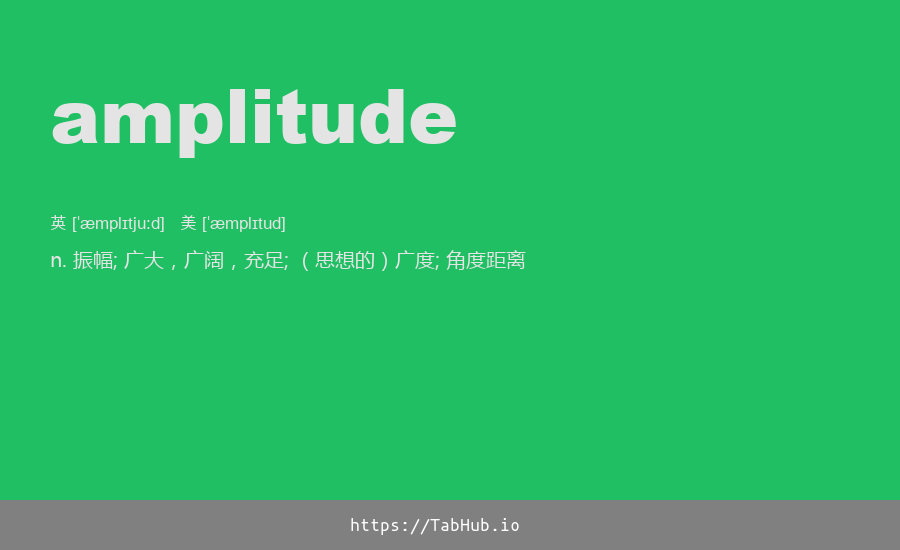 amplitude
英 [ˈæmplɪtjuːd] 美 [ˈæmplɪtud]
n. 振幅; 广大，广阔，充足; （思想的）广度; 角度距离
https://TabHub.io